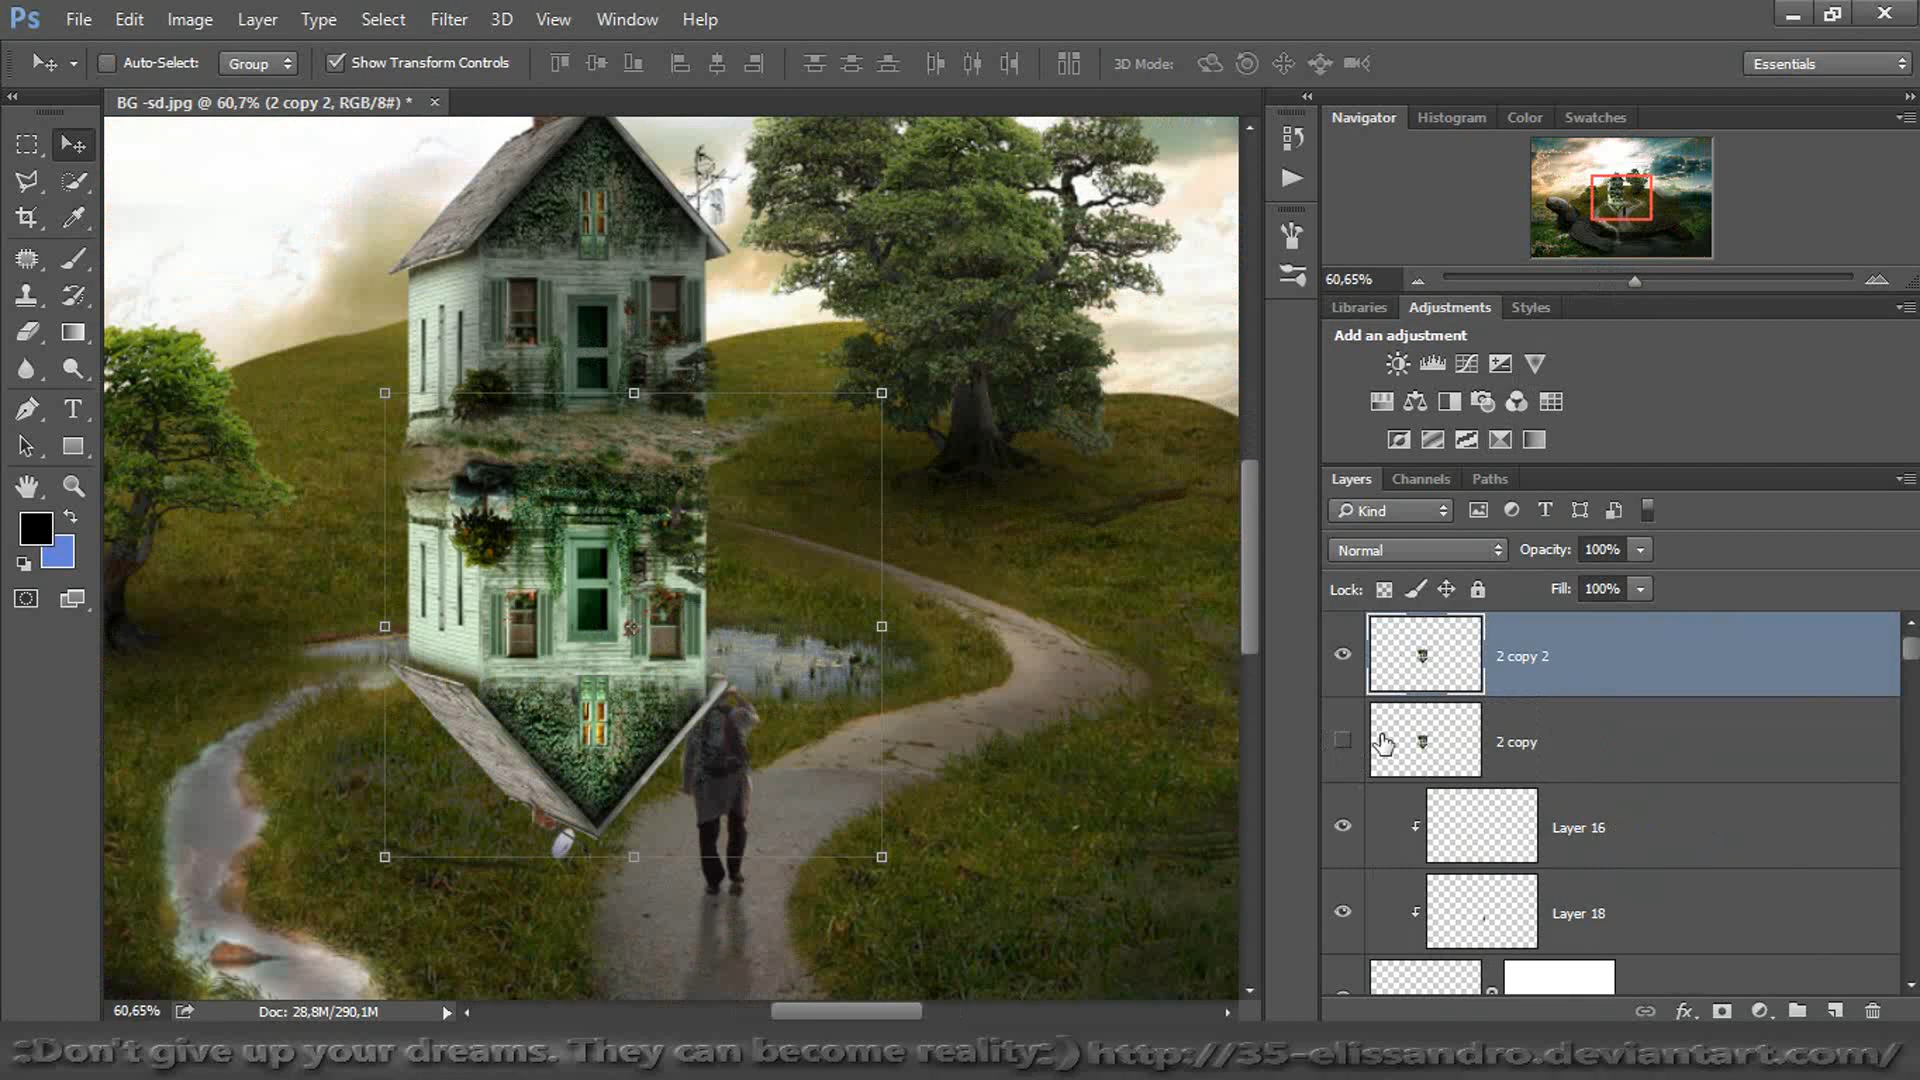 Ps File Edit Image Layer Type Select Filter 3D View Window Help
Auto-Select: Group Show Transform Controls 3D Mode: Essentials
BG -sd.jpg @ 60,7% (2 copy 2, RGB/8#) * ×
Navigator Histogram Color Swatches
60,65%
Libraries Adjustments Styles
Add an adjustment
Layers Channels Paths
Kind
Normal Opacity: 100%
Lock: Fill: 100%
2 copy 2
2 copy
Layer 16
Layer 18
60,65% Doc: 28,8M/290,1M
::Don't give up your dreams. They can become reality::) http://35-elissandro.deviantart.com/